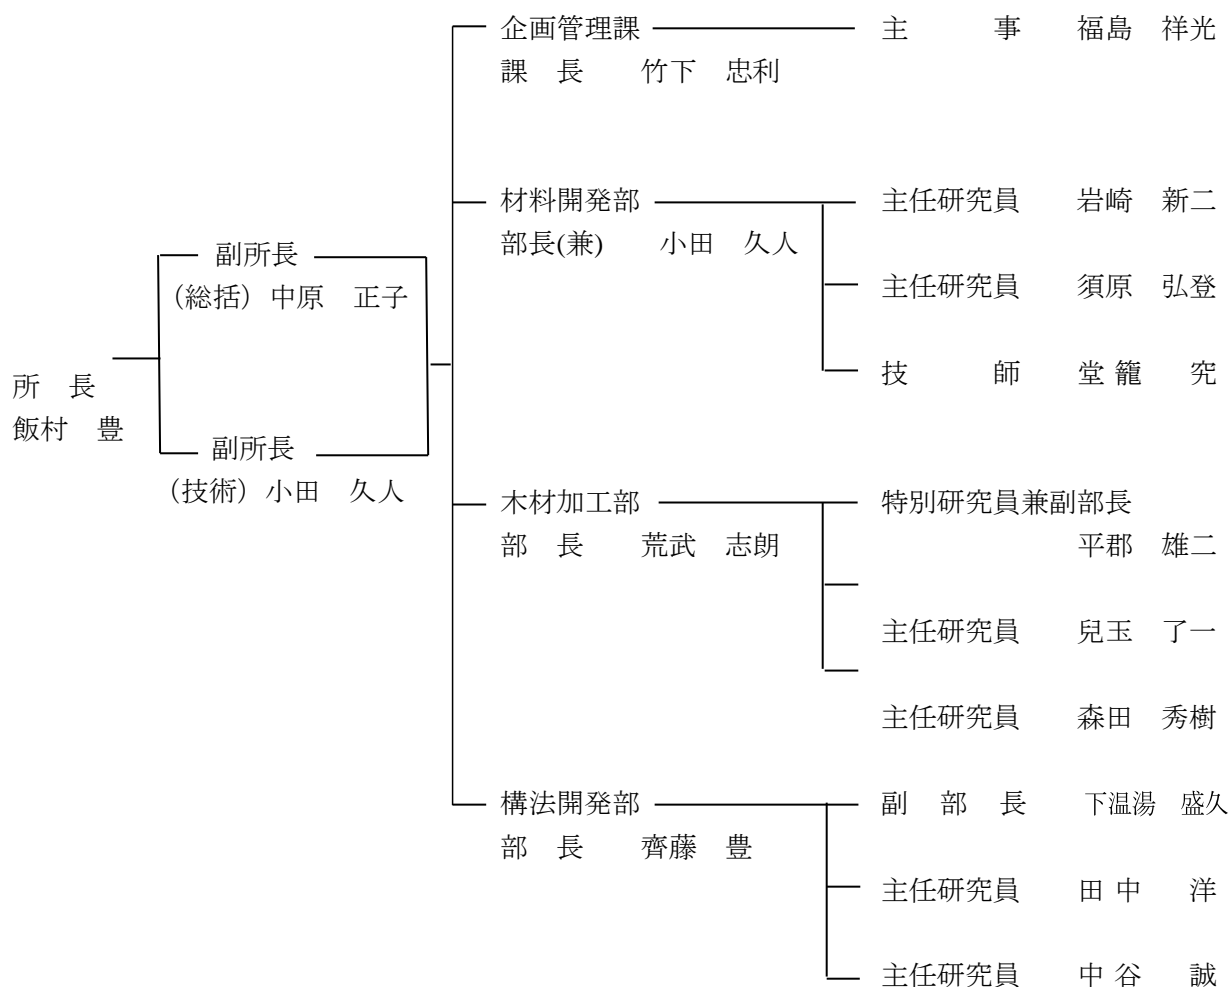 企画管理課 主 事 福島 祥光
課 長 竹下 忠利
材料開発部 主任研究員 岩崎 新二
部長(兼) 小田 久人
副所長
(総括) 中原 正子
主任研究員 須原 弘登
所 長
飯村 豊
技 師 堂籠 究
副所長
(技術) 小田 久人
木材加工部 特別研究員兼副部長
部 長 荒武 志朗 平郡 雄二
主任研究員 兒玉 了一
主任研究員 森田 秀樹
構法開発部 副 部 長 下温湯 盛久
部 長 齊藤 豊
主任研究員 田中 洋
主任研究員 中谷 誠